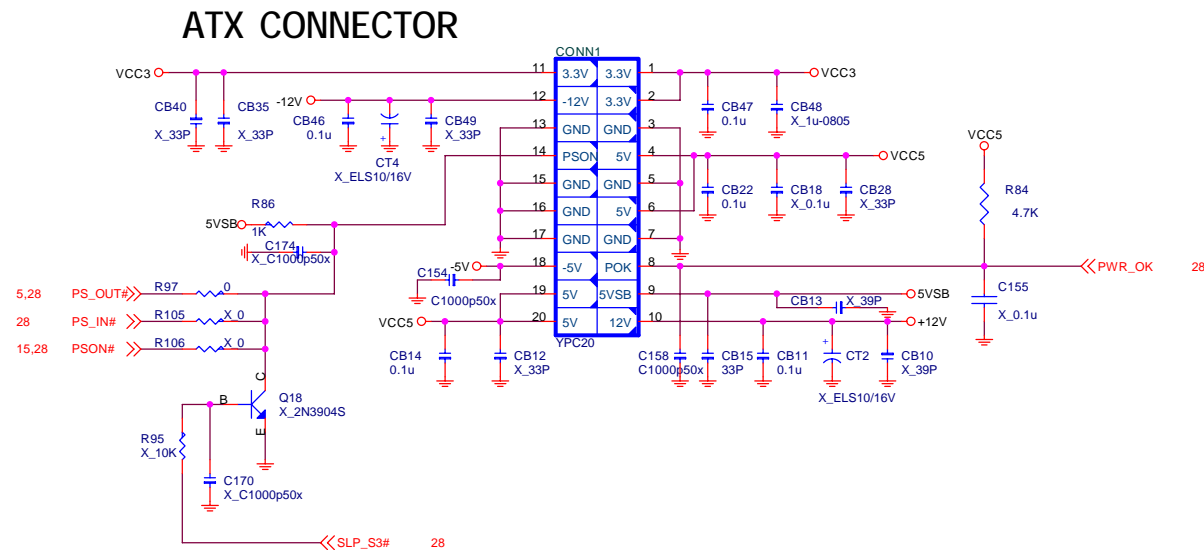 ATX CONNECTOR
CONN1
VCC3
11
3.3V
3.3V
1
VCC3
CB40
X_33P
CB35
X_33P
-12V
12
-12V
3.3V
2
CB46
0.1u
CT4
X_ELS10/16V
+
CB49
X_33P
CB47
0.1u
CB48
X_1u-0805
13
GND
GND
3
14
PSON
5V
4
VCC5
VCC5
15
GND
GND
5
16
GND
5V
6
17
GND
GND
7
CB22
0.1u
CB18
X_0.1u
CB28
X_33P
R84
4.7K
R86
5VSB
1K
C174
X_C1000p50x
-5V
18
-5V
POK
8
PWR_OK
28
C154
C1000p50x
19
5V
5VSB
9
5VSB
CB13
X_39P
C155
X_0.1u
5,28
PS_OUT#
R97
0
28
PS_IN#
R105
X_0
15,28
PSON#
R106
X_0
VCC5
20
5V
12V
10
+12V
YPC20
CB14
0.1u
CB12
X_33P
C158
C1000p50x
CB15
33P
CB11
0.1u
+
CT2
X_ELS10/16V
CB10
X_39P
C
B
E
Q18
X_2N3904S
R95
X_10K
C170
X_C1000p50x
SLP_S3#
28